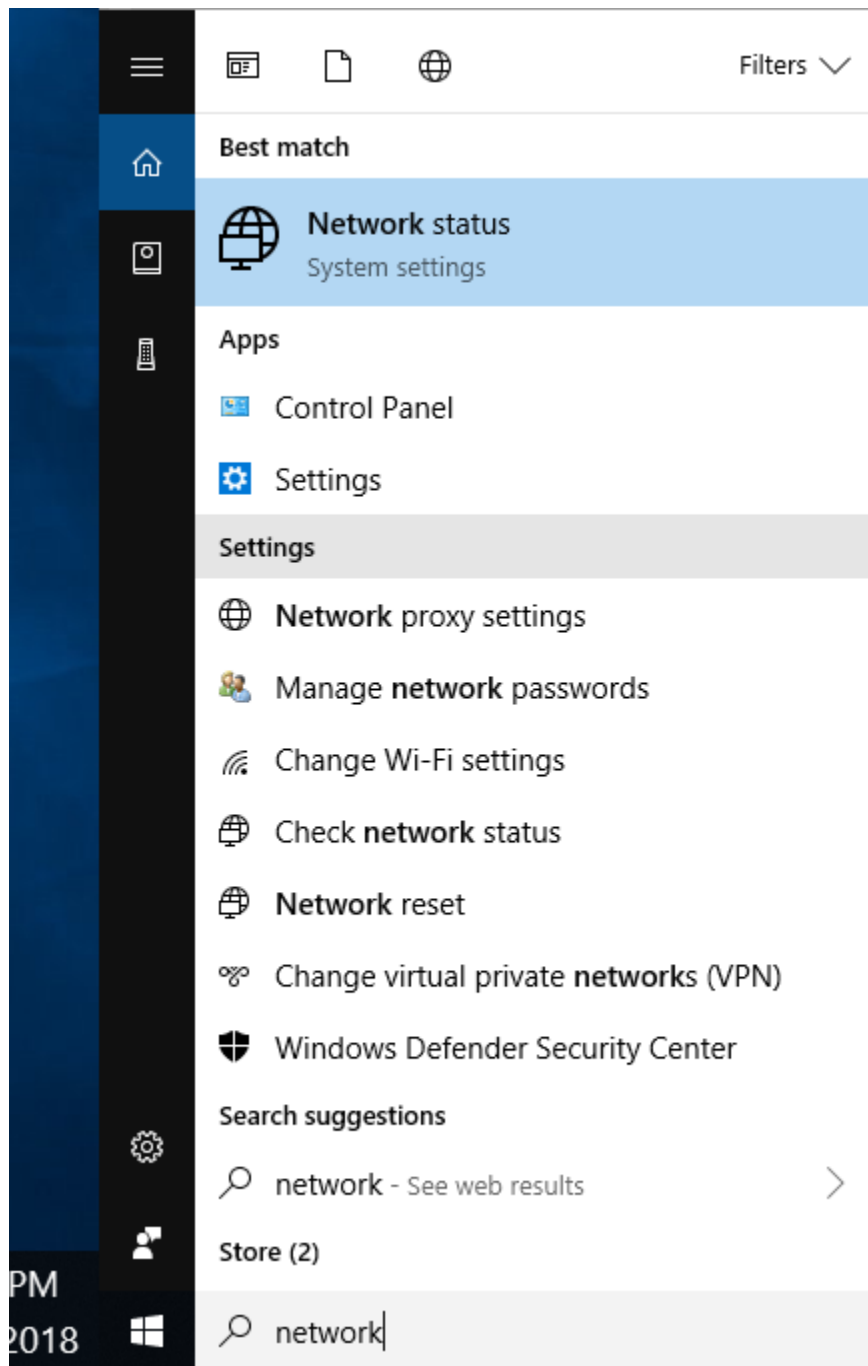 Filters
Best match
Network status
System settings
Apps
Control Panel
Settings
Settings
Network proxy settings
Manage network passwords
Change Wi-Fi settings
Check network status
Network reset
Change virtual private networks (VPN)
Windows Defender Security Center
Search suggestions
network - See web results
Store (2)
PM
2018
network